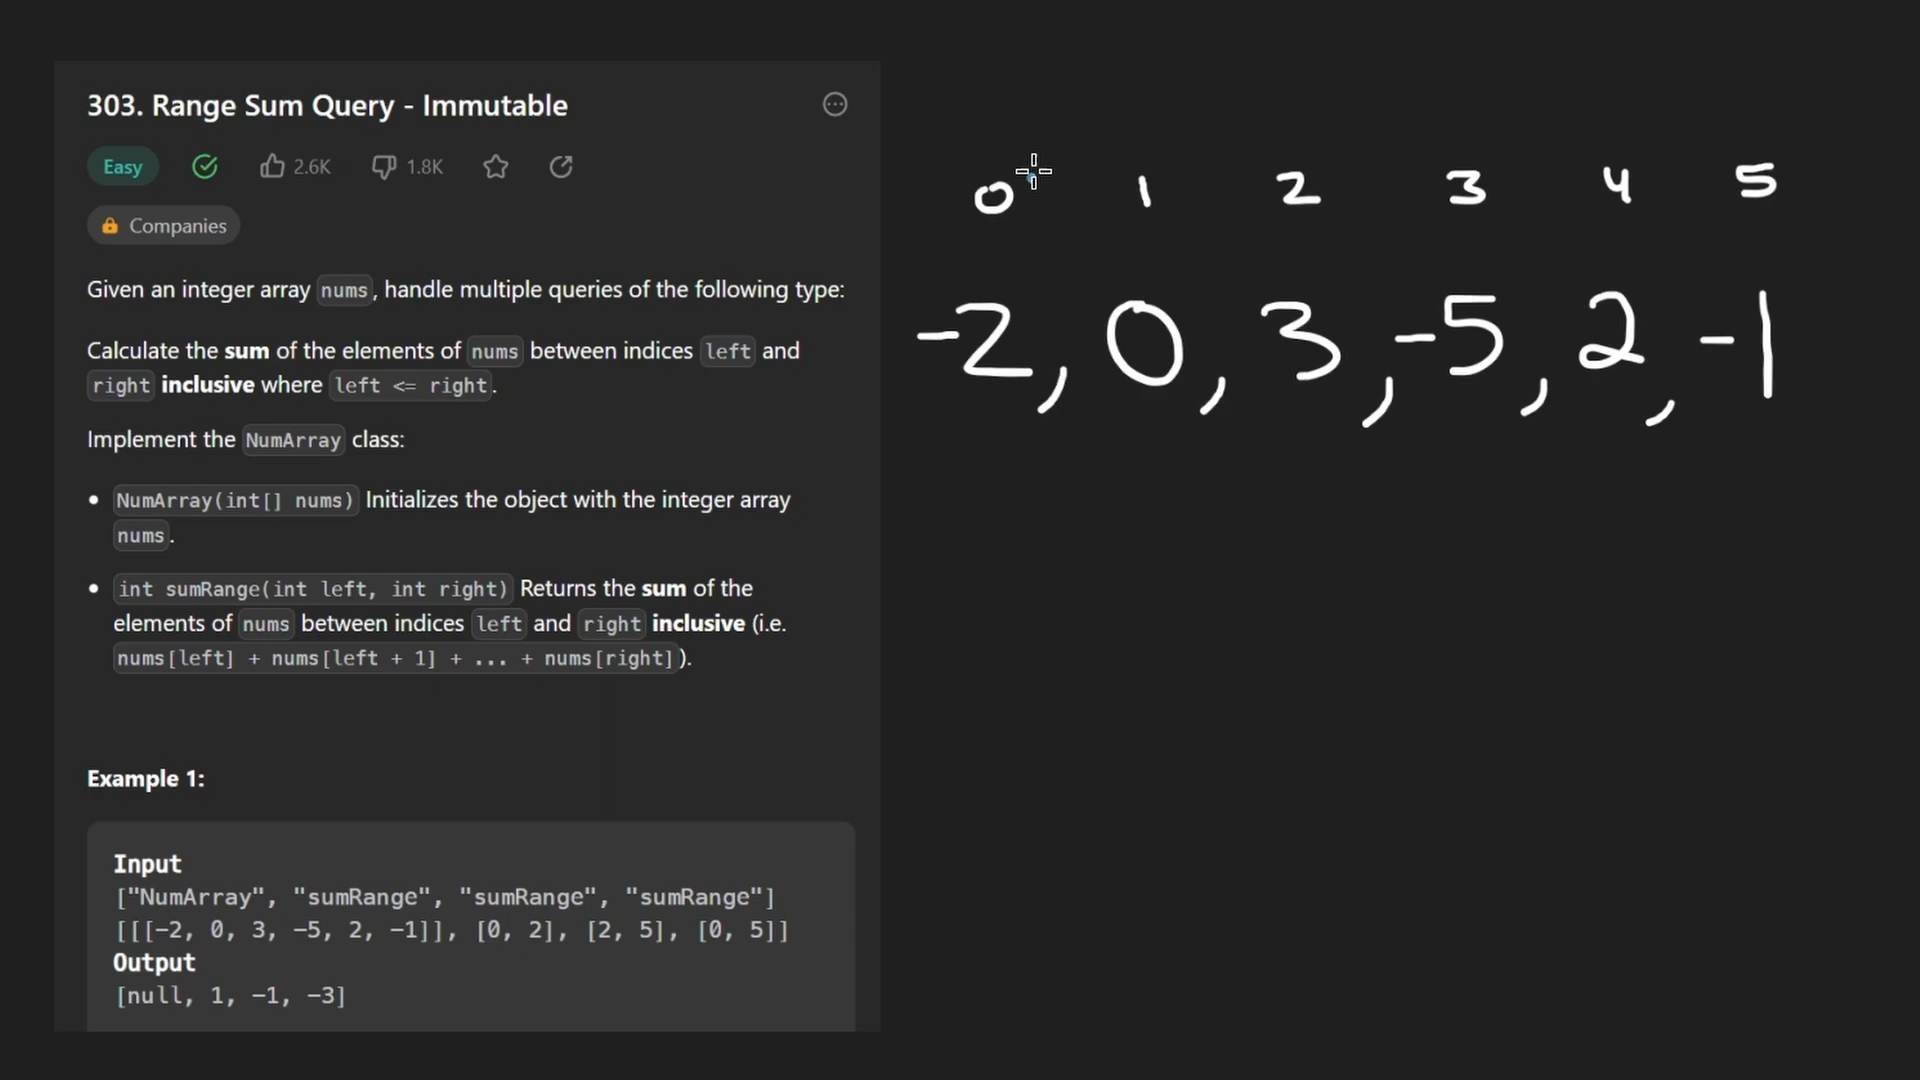 303. Range Sum Query - Immutable
Easy 2.6K 1.8K
Companies
Given an integer array nums, handle multiple queries of the following type:
Calculate the sum of the elements of nums between indices left and
right inclusive where left <= right.
Implement the NumArray class:
• NumArray(int[] nums) Initializes the object with the integer array
nums.
• int sumRange(int left, int right) Returns the sum of the
elements of nums between indices left and right inclusive (i.e.
nums[left] + nums[left + 1] + ... + nums[right]).
Example 1:
Input
["NumArray", "sumRange", "sumRange", "sumRange"]
[[[-2, 0, 3, -5, 2, -1]], [0, 2], [2, 5], [0, 5]]
Output
[null, 1, -1, -3]
0 1 2 3 4 5
-2, 0, 3, -5, 2, -1